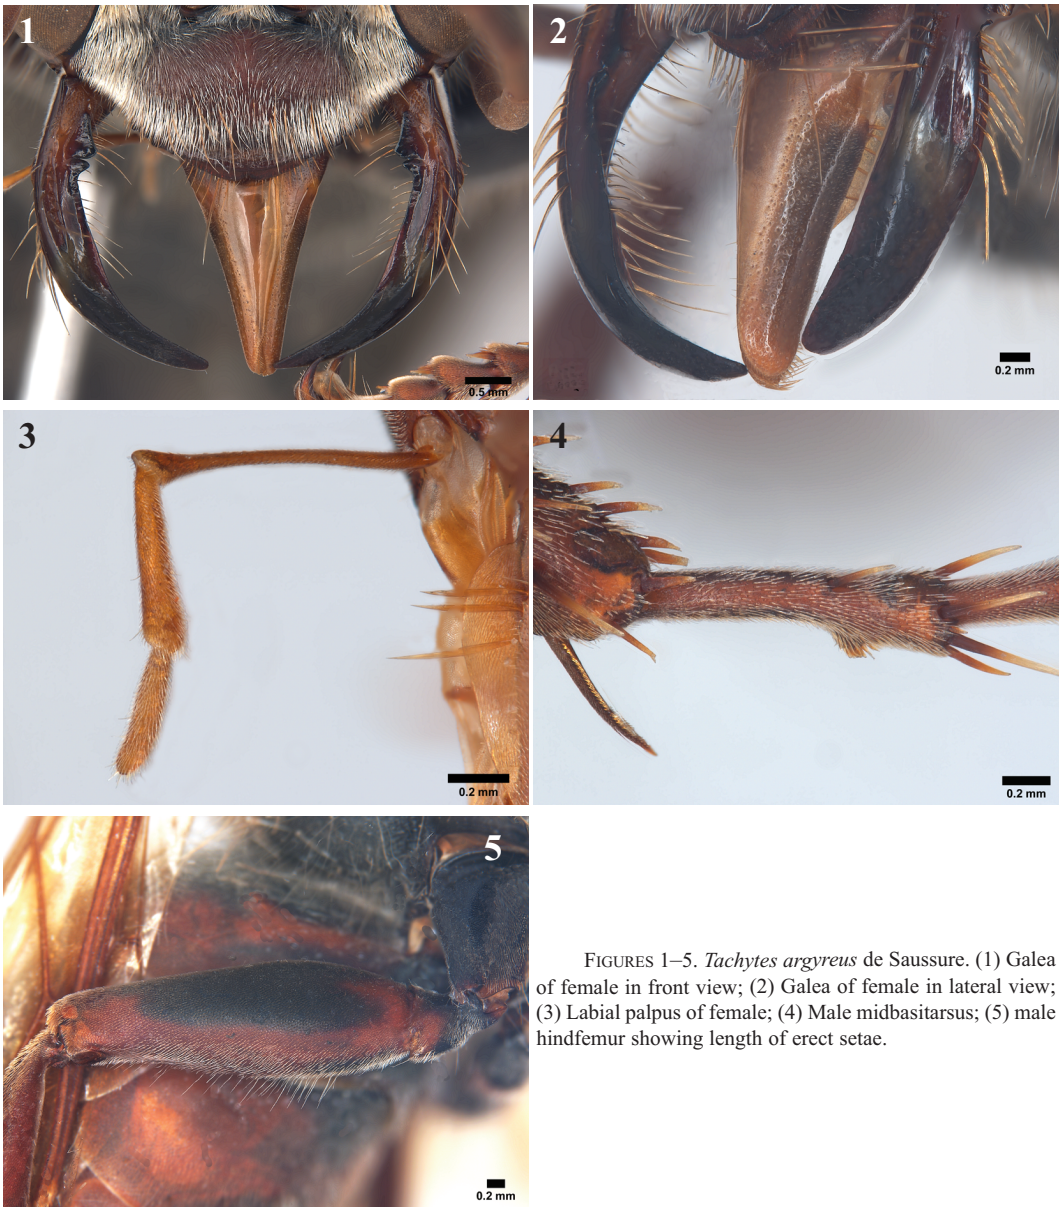 1
2
0.5 mm
0.2 mm
3
4
0.2 mm
0.2 mm
5
0.2 mm
FIGURES 1–5. Tachytes argyreus de Saussure. (1) Galea
of female in front view; (2) Galea of female in lateral view;
(3) Labial palpus of female; (4) Male midbasitarsus; (5) male
hindfemur showing length of erect setae.